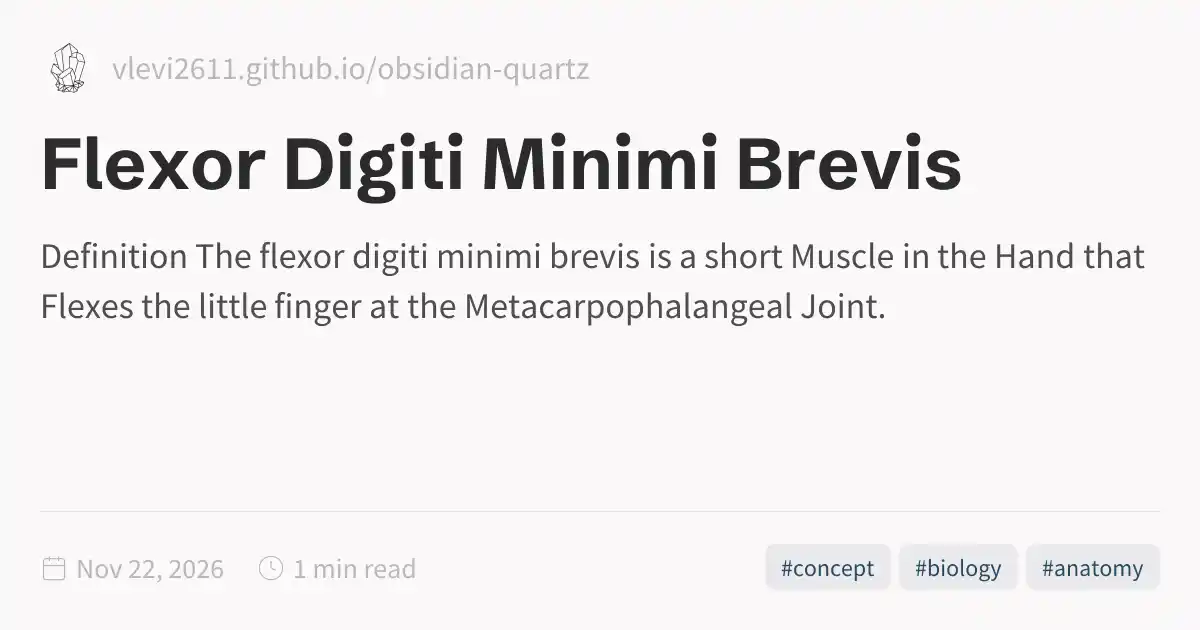 vlevi2611.github.io/obsidian-quartz
Flexor Digiti Minimi Brevis
Definition The flexor digiti minimi brevis is a short Muscle in the Hand that
Flexes the little finger at the Metacarpophalangeal Joint.
Nov 22, 2026 1 min read #concept #biology #anatomy